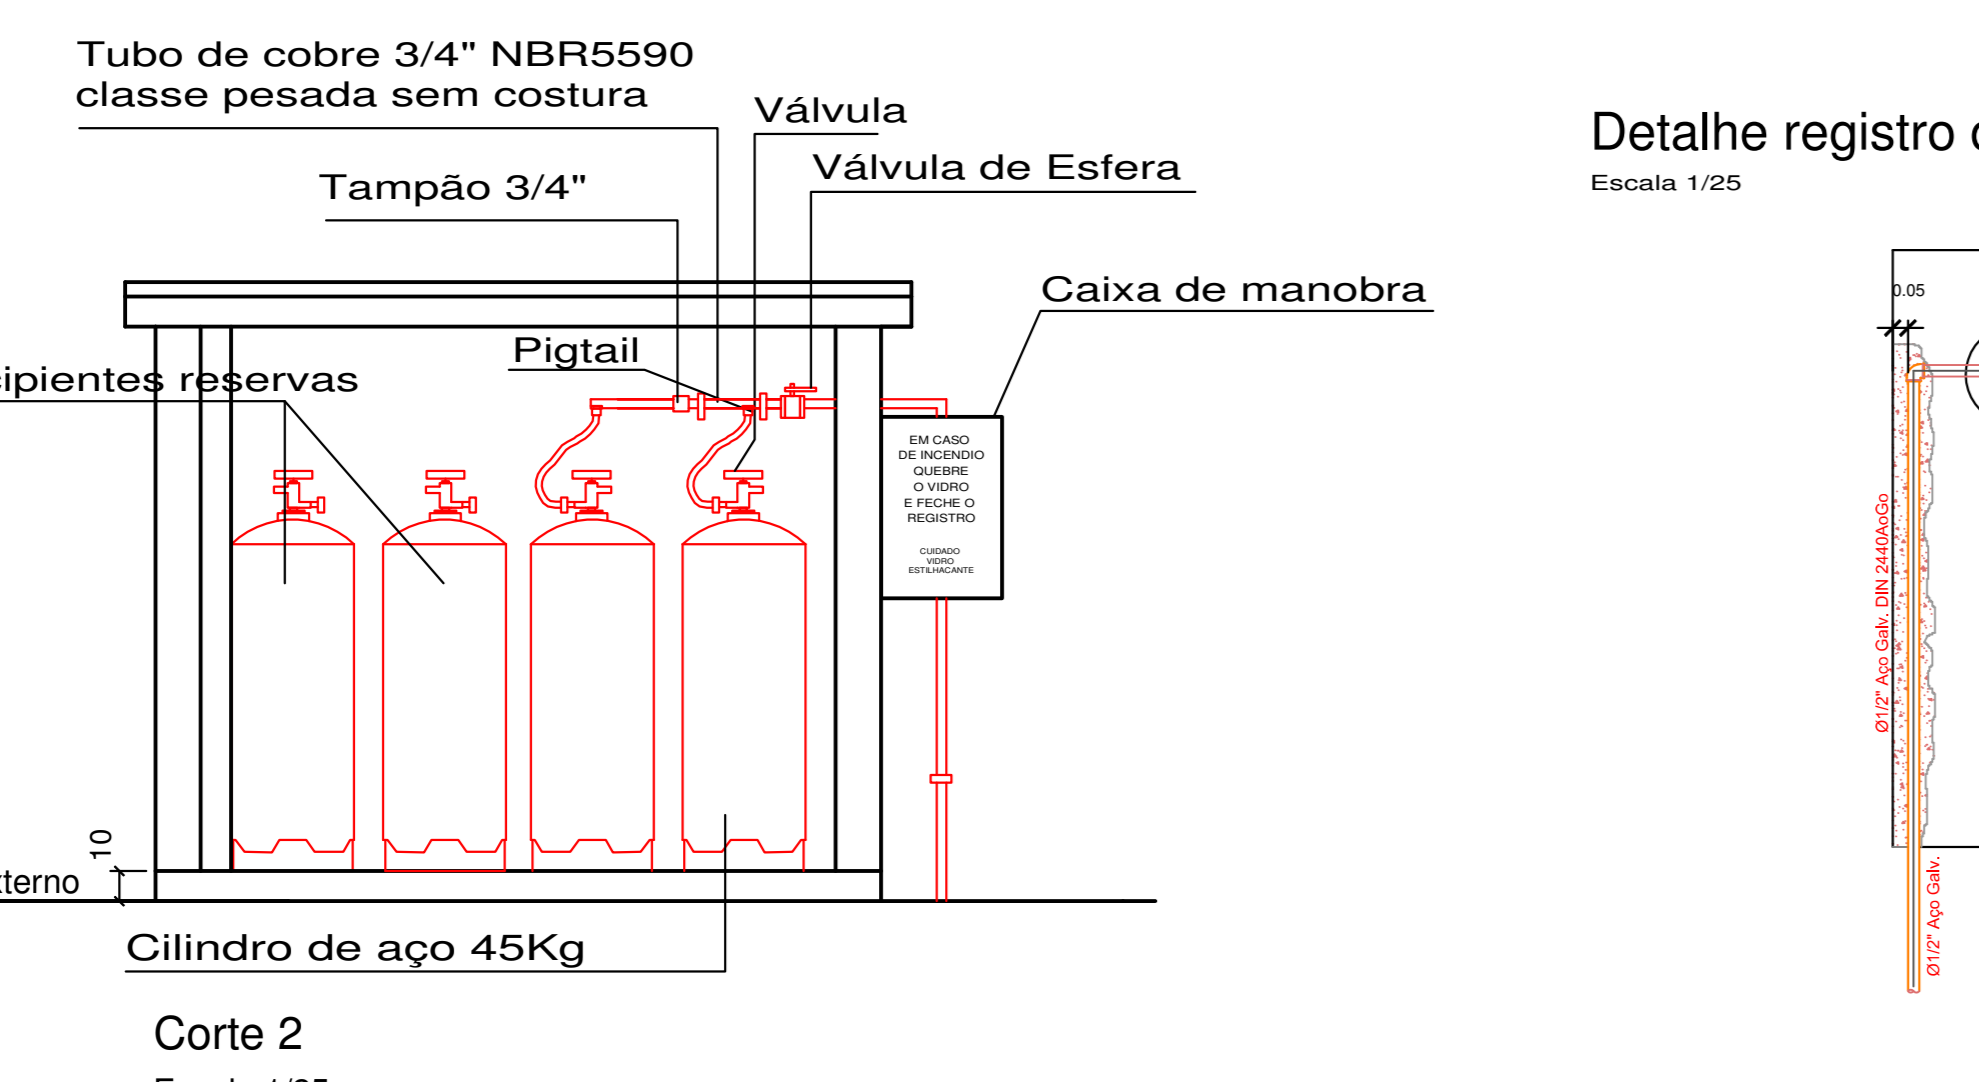 Tubo de cobre 3/4" NBR5590
classe pesada sem costura
Válvula
Válvula de Esfera
Tampão 3/4"
Caixa de manobra
Pigtail
reservas
EM CASO
DE INCENDIO
QUEBRE
O VIDRO
E FECHE O
REGISTRO
CUIDADO
VIDRO
ESTILHACANTE
10
Cilindro de aço 45Kg
Corte 2
Detalhe registro
Escala 1/25
0.05
Ø1/2" Aço Galv. DIN 2440AoGo
Ø1/2" Aço Galv.